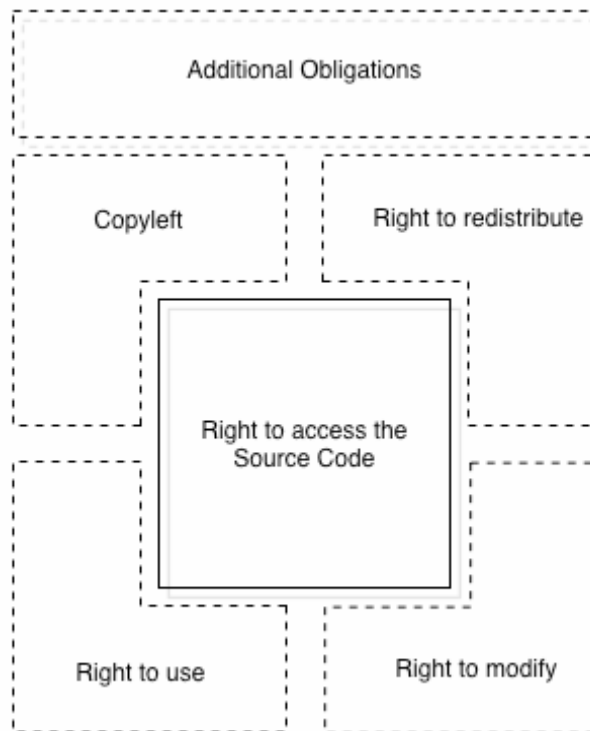 Additional Obligations
Copyleft
Right to redistribute
Right to access the
Source Code
Right to use
Right to modify